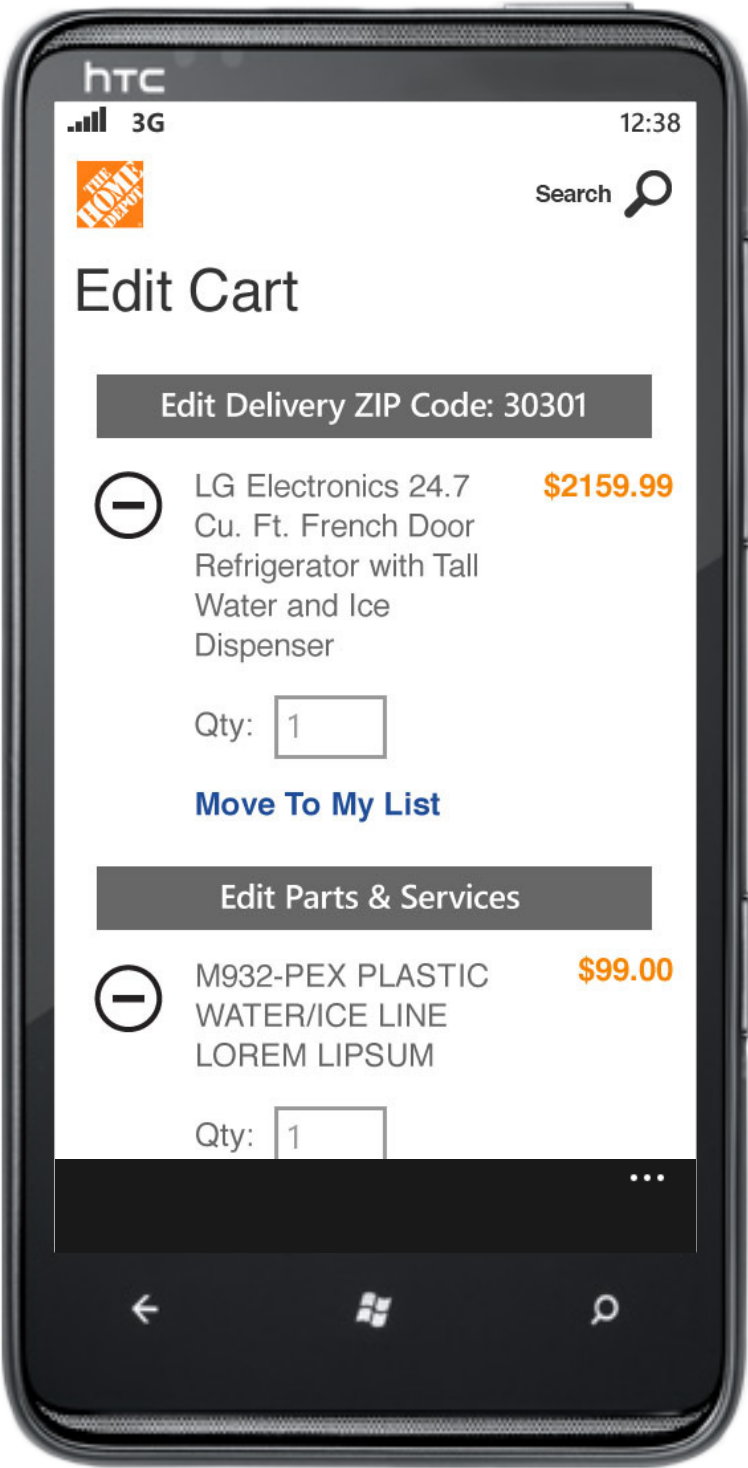 hTC
3G 12:38
THE
HOME
DEPOT
Search
Edit Cart
Edit Delivery ZIP Code: 30301
LG Electronics 24.7 $2159.99
Cu. Ft. French Door
Refrigerator with Tall
Water and Ice
Dispenser
Qty: 1
Move To My List
Edit Parts & Services
M932-PEX PLASTIC $99.00
WATER/ICE LINE
LOREM LIPSUM
Qty: 1